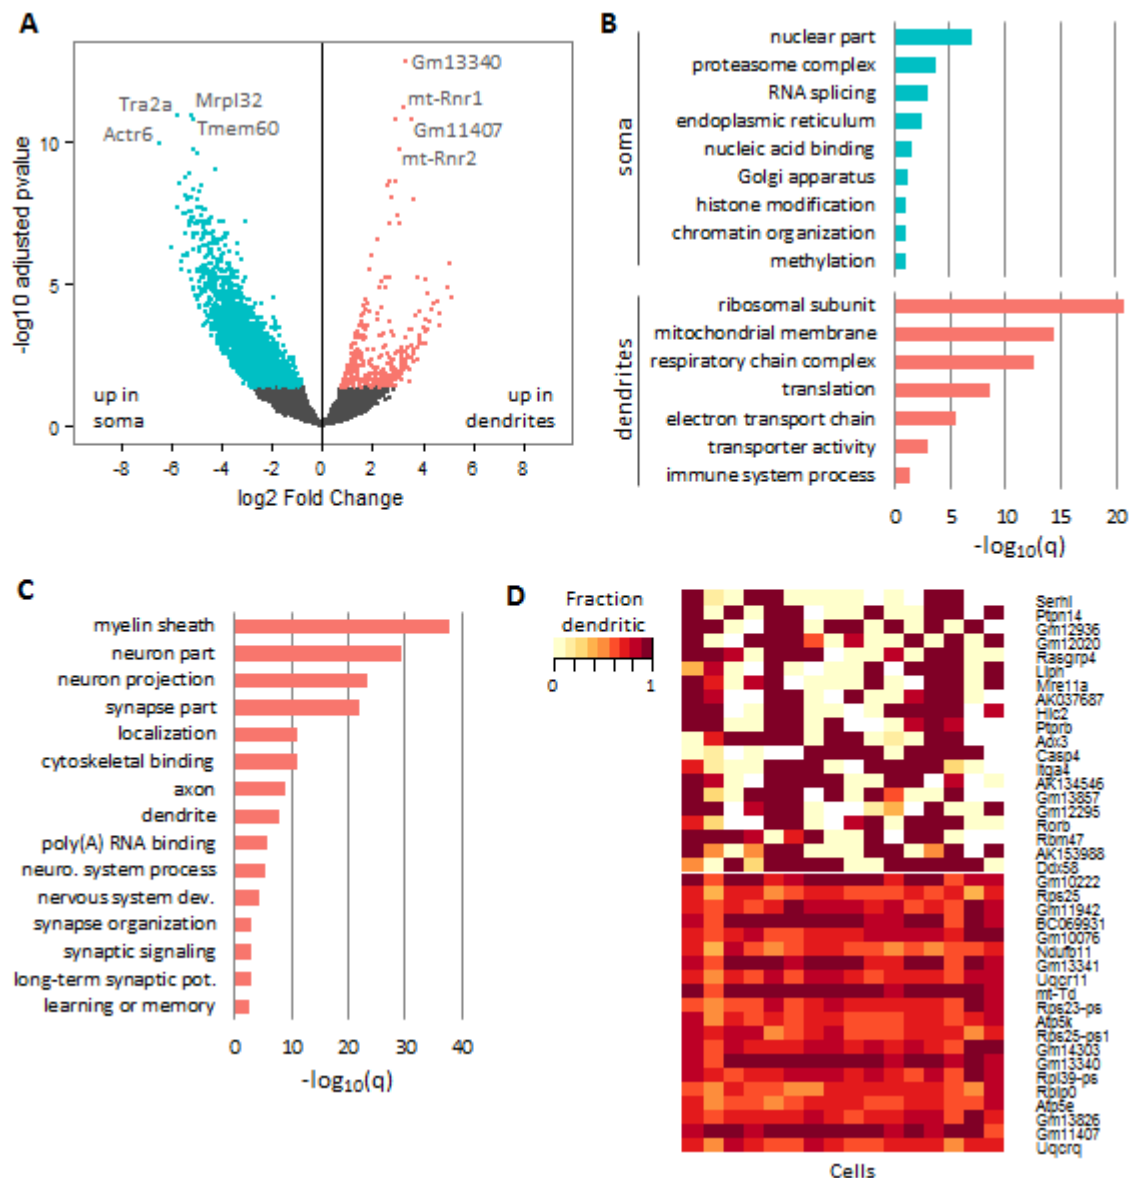 A
Gm13340
mt-Rnr1
Gm11407
mt-Rnr2
Tra2a
Mrpl32
Tmem60
Actr6
10
5
0
-log10 adjusted pvalue
up in
soma
up in
dendrites
-8 -6 -4 -2 0 2 4 6 8
log2 Fold Change
B
soma
nuclear part
proteasome complex
RNA splicing
endoplasmic reticulum
nucleic acid binding
Golgi apparatus
histone modification
chromatin organization
methylation
dendrites
ribosomal subunit
mitochondrial membrane
respiratory chain complex
translation
electron transport chain
transporter activity
immune system process
0 5 10 15 20
-log10(q)
C
myelin sheath
neuron part
neuron projection
synapse part
localization
cytoskeletal binding
axon
dendrite
poly(A) RNA binding
neuro. system process
nervous system dev.
synapse organization
synaptic signaling
long-term synaptic pot.
learning or memory
0 10 20 30 40
-log10(q)
D
Fraction
dendritic
0 1
Ptpn14
Gm12936
Gm12020
Rasgrp4
Mre11a
AK037687
Ptprb
Casp4
Itga4
AK134546
Gm13857
Gm12295
Rorb
Rbm47
AK153988
Ddx58
Gm10222
Rps25
Gm11942
BC069931
Gm10076
Ndufb11
Gm13341
Uqcr11
mt-Td
Rps23-ps
Atp5k
Rps25-ps1
Gm14303
Gm13340
Rpl39-ps
Rplp0
Atp5e
Gm13826
Gm11407
Uqcrq
Cells